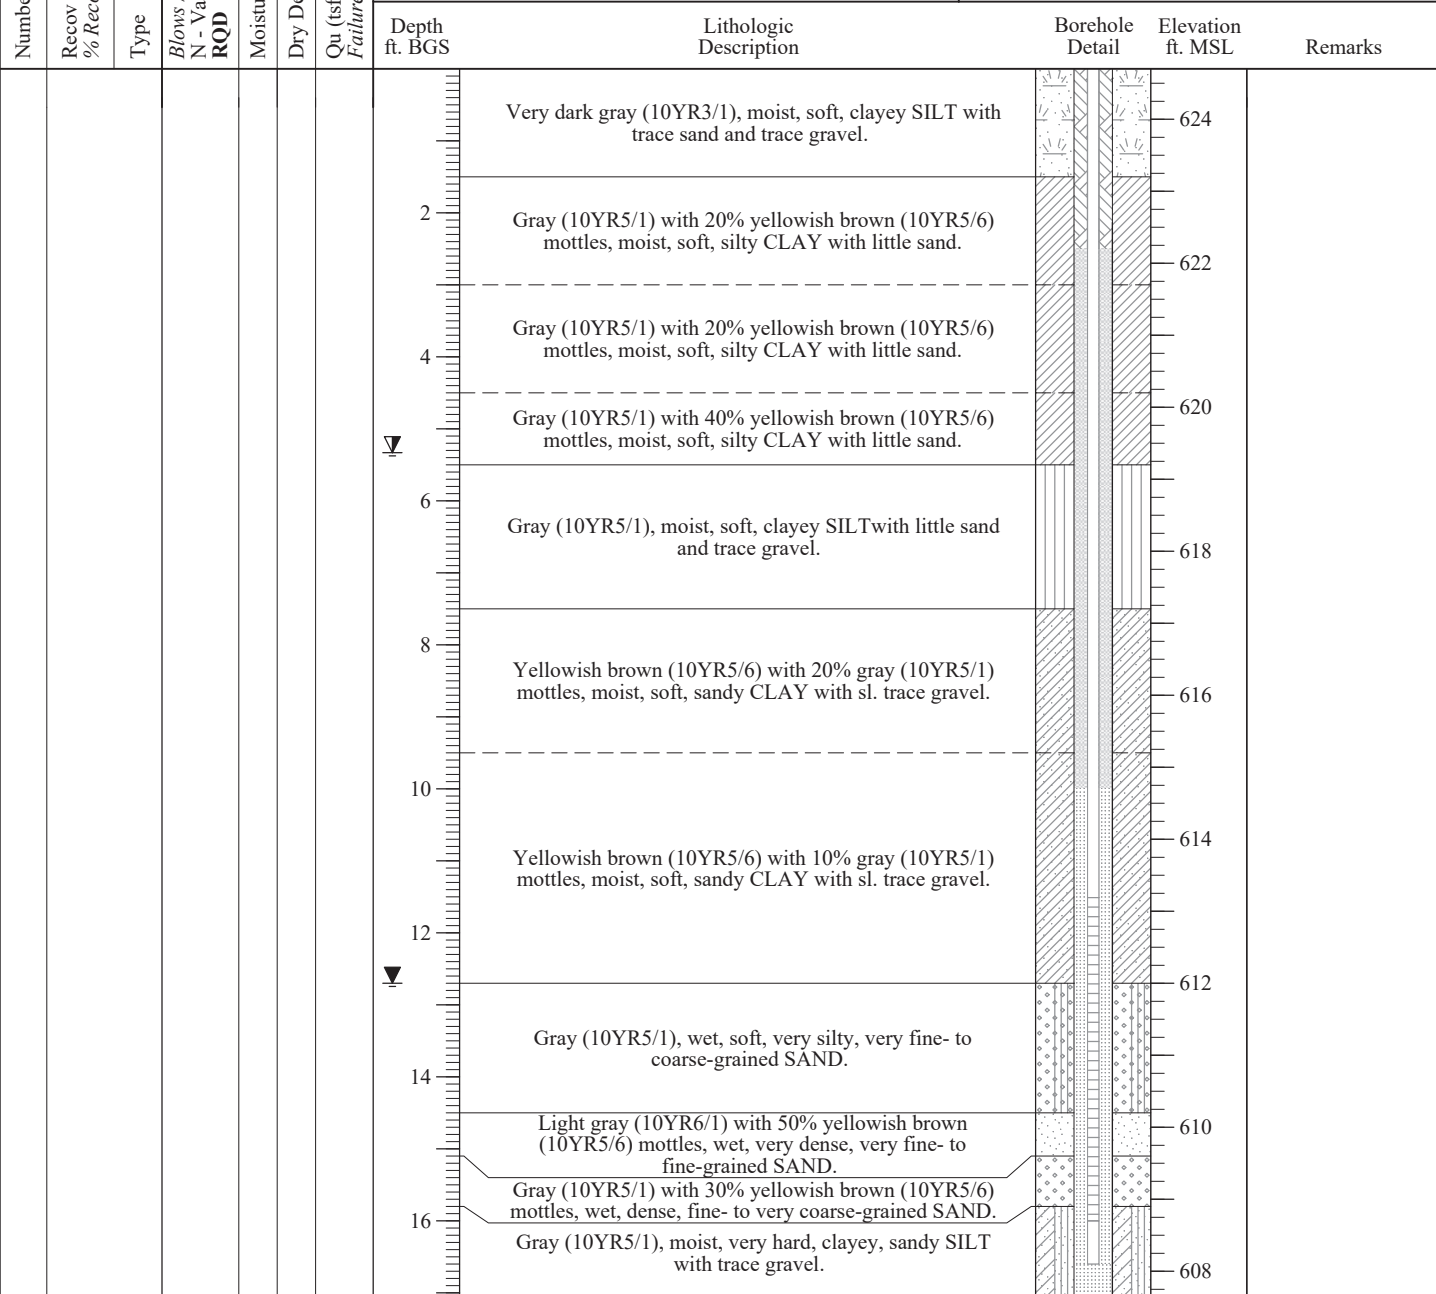 Numbe
Recov
% Reco
Type
Blows
N - Va
RQD
Moistu
Dry De
Qu (tsf
Failure
Depth
ft. BGS
Lithologic
Description
Borehole
Detail
Elevation
ft. MSL
Remarks
Very dark gray (10YR3/1), moist, soft, clayey SILT with
trace sand and trace gravel.
624
2
Gray (10YR5/1) with 20% yellowish brown (10YR5/6)
mottles, moist, soft, silty CLAY with little sand.
622
Gray (10YR5/1) with 20% yellowish brown (10YR5/6)
mottles, moist, soft, silty CLAY with little sand.
4
620
Gray (10YR5/1) with 40% yellowish brown (10YR5/6)
mottles, moist, soft, silty CLAY with little sand.
6
Gray (10YR5/1), moist, soft, clayey SILTwith little sand
and trace gravel.
618
8
Yellowish brown (10YR5/6) with 20% gray (10YR5/1)
mottles, moist, soft, sandy CLAY with sl. trace gravel.
616
10
614
Yellowish brown (10YR5/6) with 10% gray (10YR5/1)
mottles, moist, soft, sandy CLAY with sl. trace gravel.
12
612
Gray (10YR5/1), wet, soft, very silty, very fine- to
coarse-grained SAND.
14
Light gray (10YR6/1) with 50% yellowish brown
(10YR5/6) mottles, wet, very dense, very fine- to
fine-grained SAND.
610
Gray (10YR5/1) with 30% yellowish brown (10YR5/6)
mottles, wet, dense, fine- to very coarse-grained SAND.
16
Gray (10YR5/1), moist, very hard, clayey, sandy SILT
with trace gravel.
608